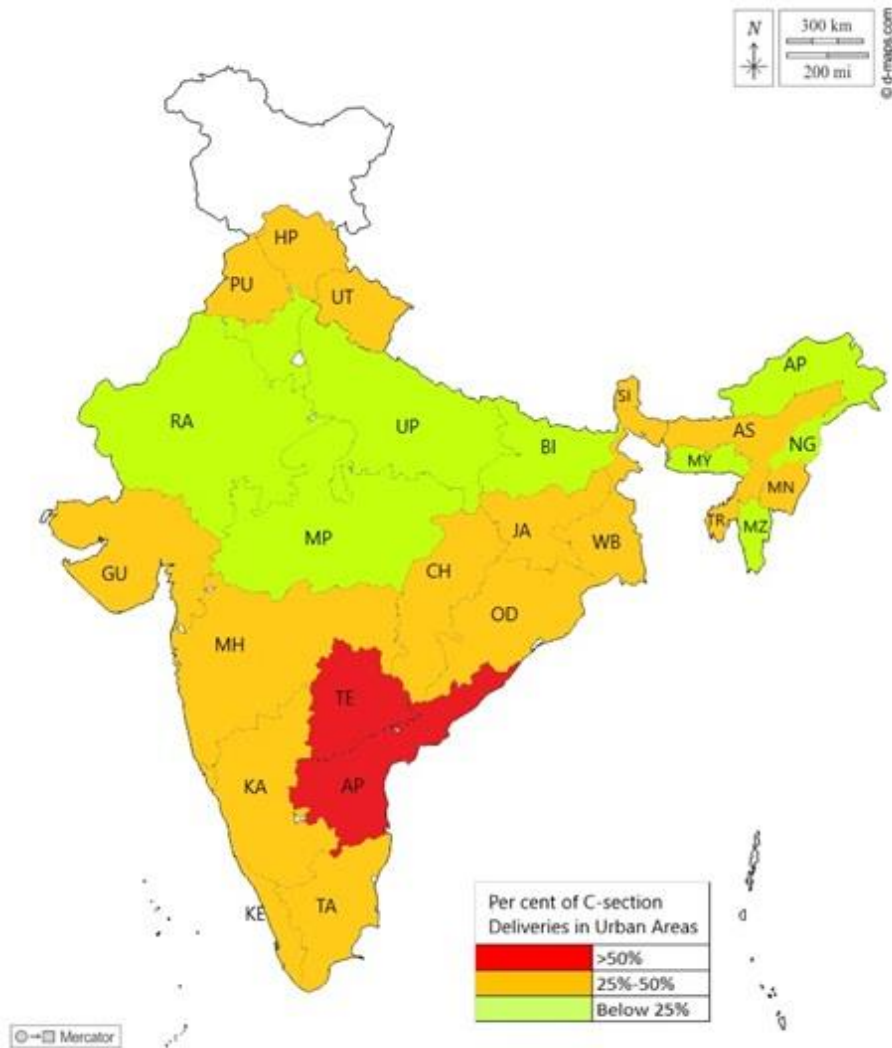 N
300 km
200 mi
© d-maps.com
HP
PU
UT
RA
UP
BI
SI
AP
AS
NG
MY
MN
TR
MZ
MP
GU
CH
JA
WB
OD
MH
TE
KA
AP
KE
TA
Per cent of C-section
Deliveries in Urban Areas
>50%
25%-50%
Below 25%
Mercator